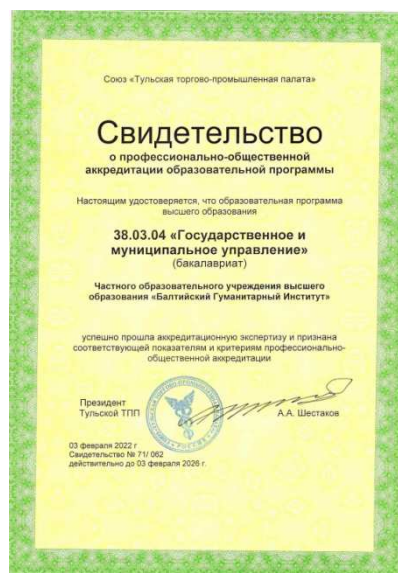 Союз «Тульская торгово-промышленная палата»
Свидетельство
о профессионально-общественной
аккредитации образовательной программы
Настоящим удостоверяется, что образовательная программа
высшего образования
38.03.04 «Государственное и
муниципальное управление»
(бакалавриат)
Частного образовательного учреждения высшего
образования «Балтийский Гуманитарный Институт»
успешно прошла аккредитационную экспертизу и признана
соответствующей показателям и критериям профессионально-
общественной аккредитации
Президент
Тульской ТПП
А.А. Шестаков
03 февраля 2022 г
Свидетельство № 71/ 062
действительно до 03 февраля 2026 г.